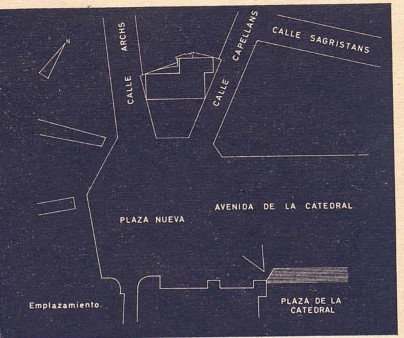 N
CALLE ARCHS
CALLE CAPELLANS
CALLE SAGRISTANS
PLAZA NUEVA
AVENIDA DE LA CATEDRAL
Emplazamiento.
PLAZA DE LA
CATEDRAL